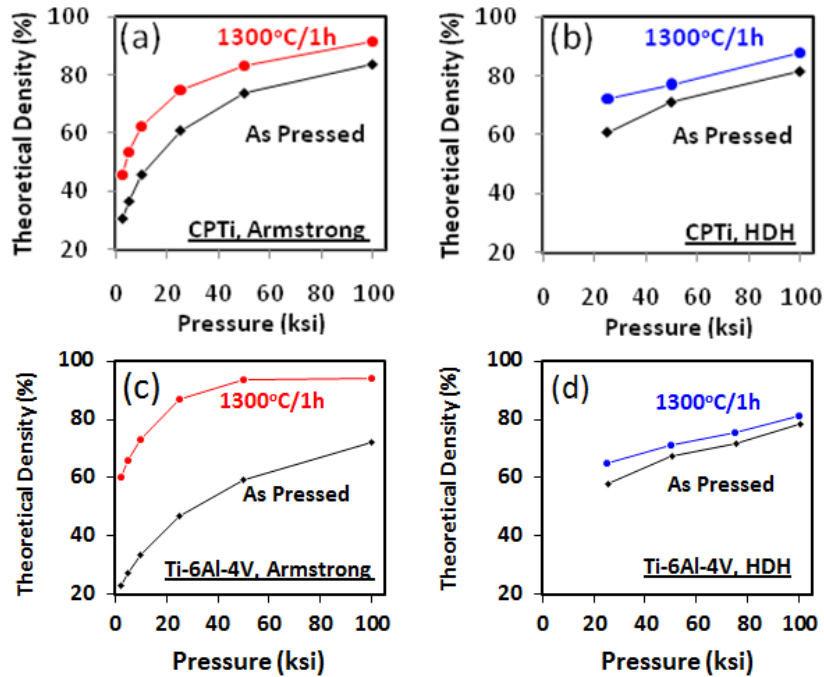 (a)
1300°C/1h
As Pressed
CPTi, Armstrong
Theoretical Density (%)
100
80
60
40
20
0 20 40 60 80 100
Pressure (ksi)
(b)
1300°C/1h
As Pressed
CPTi, HDH
Theoretical Density (%)
100
80
60
40
20
0 20 40 60 80 100
Pressure (ksi)
(c)
1300°C/1h
As Pressed
Ti-6Al-4V, Armstrong
Theoretical Density (%)
100
80
60
40
20
0 20 40 60 80 100
Pressure (ksi)
(d)
1300°C/1h
As Pressed
Ti-6Al-4V, HDH
Theoretical Density (%)
100
80
60
40
20
0 20 40 60 80 100
Pressure (ksi)